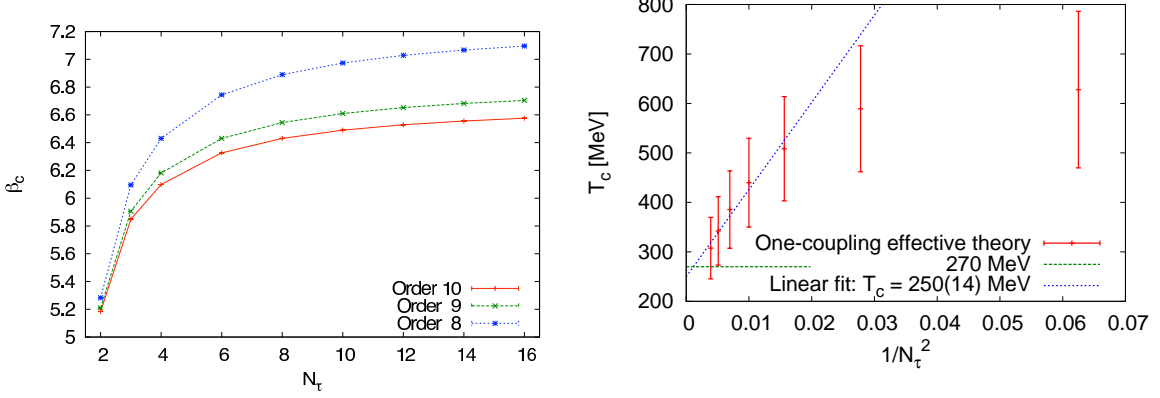 7.2
7
6.8
6.6
6.4
6.2
6
5.8
5.6
5.4
5.2
5
β_c
Order 10
Order 9
Order 8
2 4 6 8 10 12 14 16
N_τ
800
700
600
500
400
300
200
T_c [MeV]
One-coupling effective theory
270 MeV
Linear fit: T_c = 250(14) MeV
0 0.01 0.02 0.03 0.04 0.05 0.06 0.07
1/N_τ^2